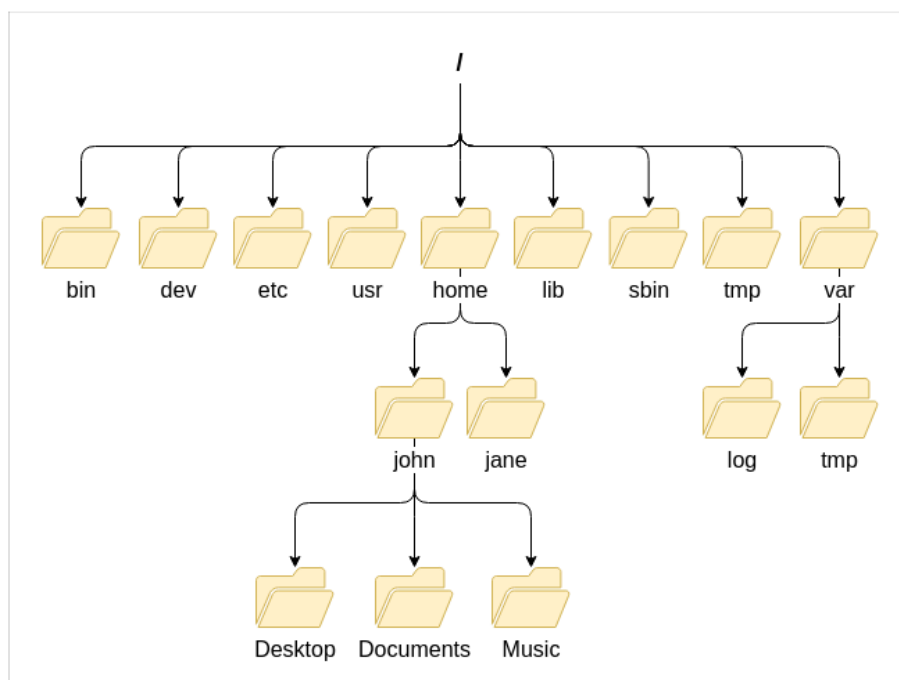 /
bin dev etc usr home lib sbin tmp var
john jane log tmp
Desktop Documents Music